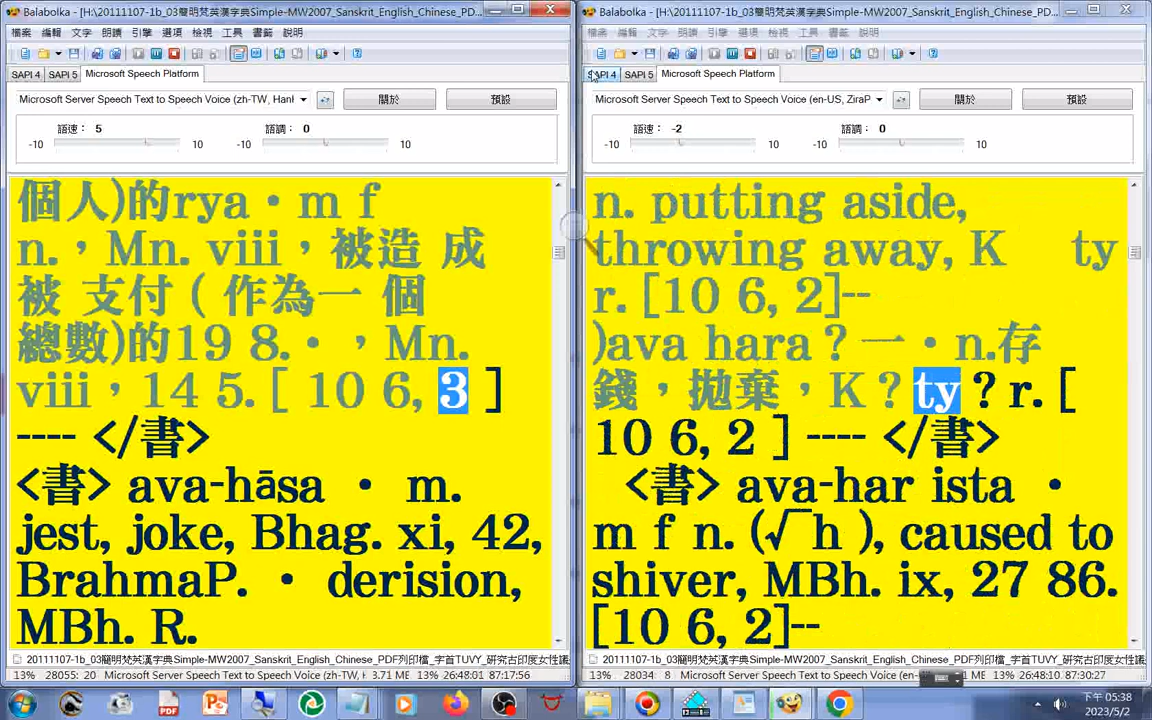 Balabolka - [H:\20111107-1b_03簡明梵英漢字典Simple-MW2007_Sanskrit_English_Chinese_PD...
檔案 編輯 文字 朗讀 引擎 選項 檢視 工具 書籤 說明
SAPI 4 SAPI 5 Microsoft Speech Platform
Microsoft Server Speech Text to Speech Voice (zh-TW, Hanl
關於 預設
語速: 5 語調: 0
-10 10 -10 10
個人)的rya・m f
n.，Mn. viii，被造 成
被 支付 ( 作為一 個
總數)的19 8.・，Mn.
viii，14 5. [ 10 6, 3 ]
---- </書>
<書> ava-hāsa ・ m.
jest, joke, Bhag. xi, 42,
BrahmaP. ・ derision,
MBh. R.
20111107-1b_03簡明梵英漢字典Simple-MW2007_Sanskrit_English_Chinese_PDF列印檔_字首TUVY_研究古印度女性議
13% 28055: 20 Microsoft Server Speech Text to Speech Voice (zh-TW, H 3.71 MB 13% 26:48:01 87:17:56
Balabolka - [H:\20111107-1b_03簡明梵英漢字典Simple-MW2007_Sanskrit_English_Chinese_PD...
檔案 編輯 文字 朗讀 引擎 選項 檢視 工具 書籤 說明
SAPI 4 SAPI 5 Microsoft Speech Platform
Microsoft Server Speech Text to Speech Voice (en-US, ZiraP
關於 預設
語速: -2 語調: 0
-10 10 -10 10
n. putting aside,
throwing away, K ty
r. [10 6, 2]--
)ava hara？一・n.存
錢，拋棄，K？ty？r. [
10 6, 2 ] ---- </書>
<書> ava-har ista ・
m f n. (√h ), caused to
shiver, MBh. ix, 27 86.
[10 6, 2]--
20111107-1b_03簡明梵英漢字典Simple-MW2007_Sanskrit_English_Chinese_PDF列印檔_字首TUVY_研究古印度女性議
13% 28034: 8 Microsoft Server Speech Text to Speech Voice (en-US, 13% 26:48:10 87:30:27
下午 05:38
2023/5/2